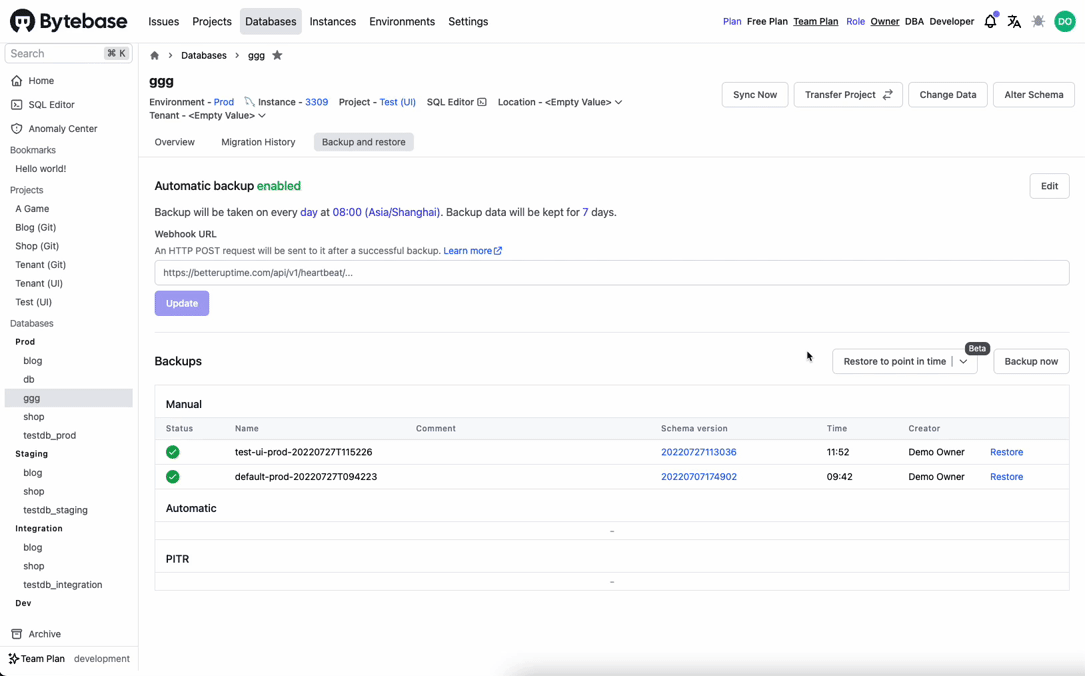 Bytebase
Issues Projects Databases Instances Environments Settings
Plan Free Plan Team Plan Role Owner DBA Developer
DO
Search ⌘ K
Home
SQL Editor
Anomaly Center
Bookmarks
Hello world!
Projects
A Game
Blog (Git)
Shop (Git)
Tenant (Git)
Tenant (UI)
Test (UI)
Databases
Prod
blog
db
ggg
shop
testdb_prod
Staging
blog
shop
testdb_staging
Integration
blog
shop
testdb_integration
Dev
Archive
Team Plan development
Databases ggg
ggg
Environment - Prod Instance - 3309 Project - Test (UI) SQL Editor Location - <Empty Value>
Tenant - <Empty Value>
Sync Now Transfer Project Change Data Alter Schema
Overview Migration History Backup and restore
Automatic backup enabled
Edit
Backup will be taken on every day at 08:00 (Asia/Shanghai). Backup data will be kept for 7 days.
Webhook URL
An HTTP POST request will be sent to it after a successful backup. Learn more
https://betteruptime.com/api/v1/heartbeat/...
Update
Backups
Beta
Restore to point in time Backup now
Manual
Status Name Comment Schema version Time Creator
test-ui-prod-20220727T115226 20220727113036 11:52 Demo Owner Restore
default-prod-20220727T094223 20220707174902 09:42 Demo Owner Restore
Automatic
–
PITR
–